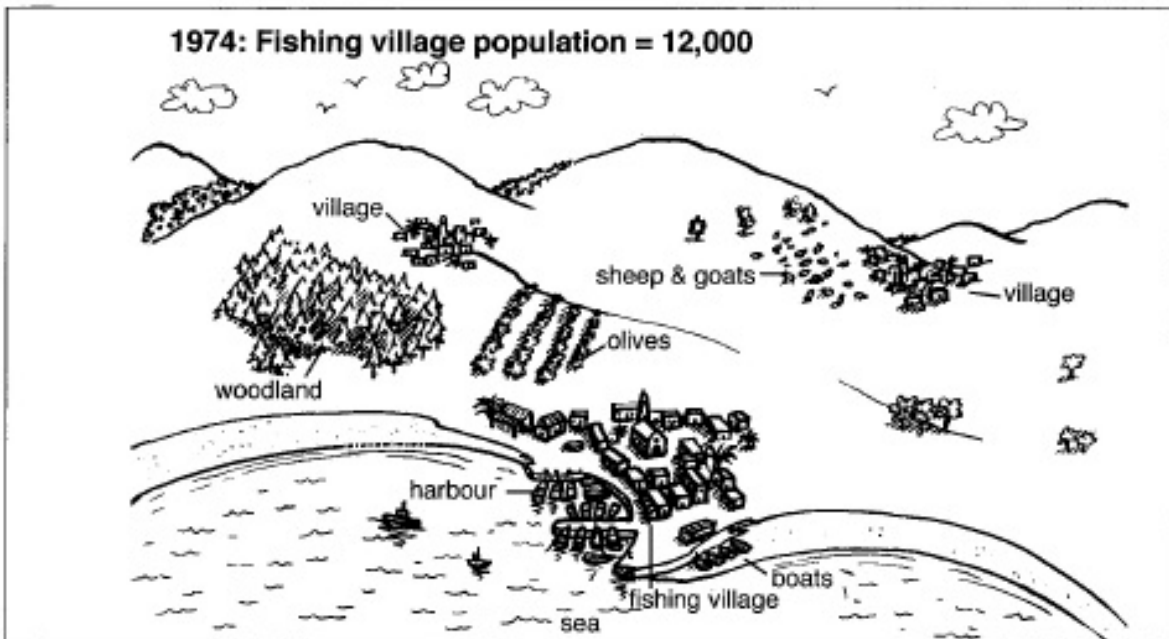 1974: Fishing village population = 12,000
village
sheep & goats
village
olives
woodland
harbour
boats
fishing village
sea